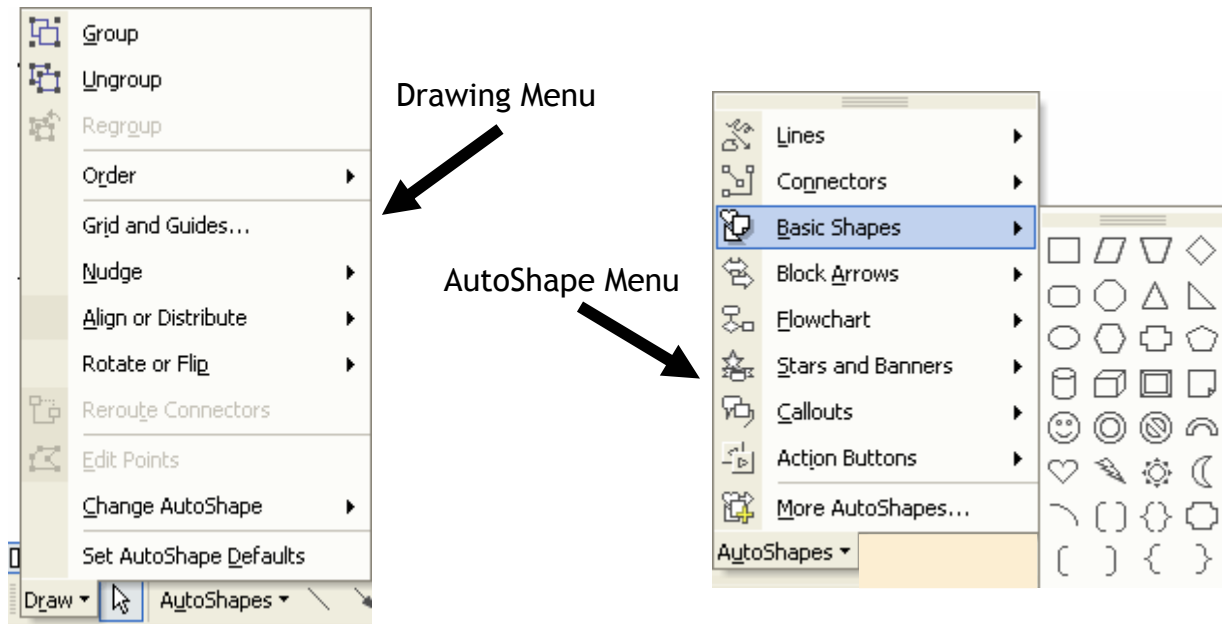 Group
Ungroup
Regroup
Order
Grid and Guides...
Nudge
Align or Distribute
Rotate or Flip
Reroute Connectors
Edit Points
Change AutoShape
Set AutoShape Defaults
Draw
AutoShapes
Drawing Menu
AutoShape Menu
Lines
Connectors
Basic Shapes
Block Arrows
Flowchart
Stars and Banners
Callouts
Action Buttons
More AutoShapes...
AutoShapes